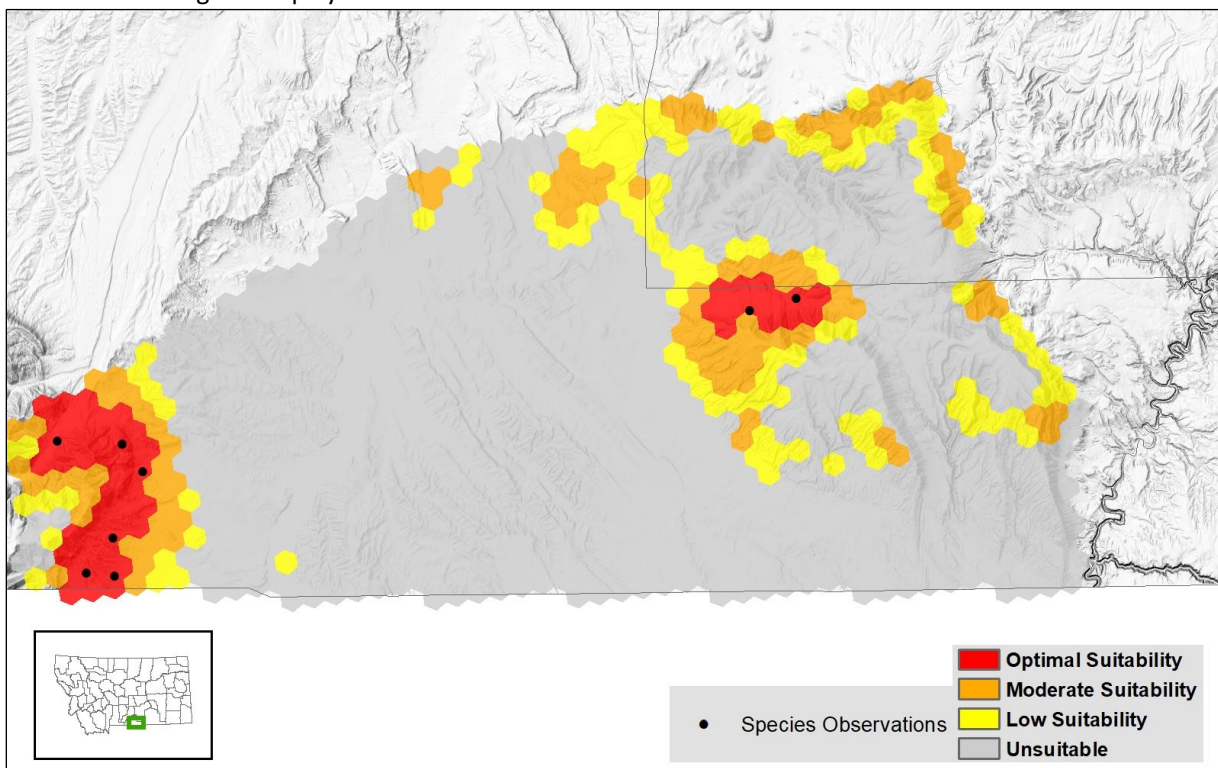 Optimal Suitability
Moderate Suitability
Species Observations
Low Suitability
Unsuitable